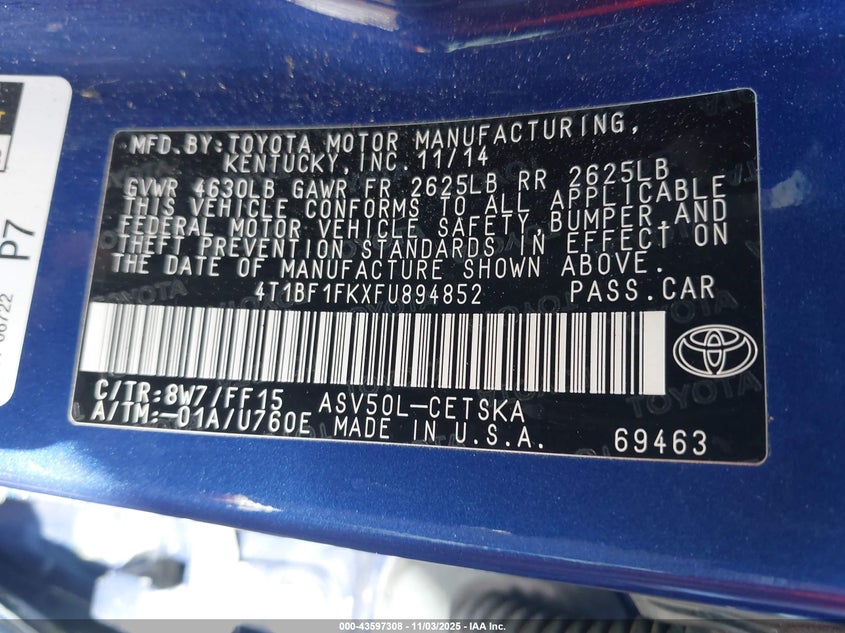 P7
MFD.BY:TOYOTA MOTOR MANUFACTURING,
KENTUCKY,INC. 11/14
GVWR 4630LB GAWR FR 2625LB RR 2625LB
THIS VEHICLE CONFORMS TO ALL APPLICABLE
FEDERAL MOTOR VEHICLE SAFETY,BUMPER,AND
THEFT PREVENTION STANDARDS IN EFFECT ON
THE DATE OF MANUFACTURE SHOWN ABOVE.
4T1BF1FKXFU894852 PASS.CAR
C/TR:8W7/FF15 ASV50L-CETSKA
A/TM:-01A/U760E MADE IN U.S.A. 69463
TOYOTA
000-43597308 - 11/03/2025 - IAA Inc.